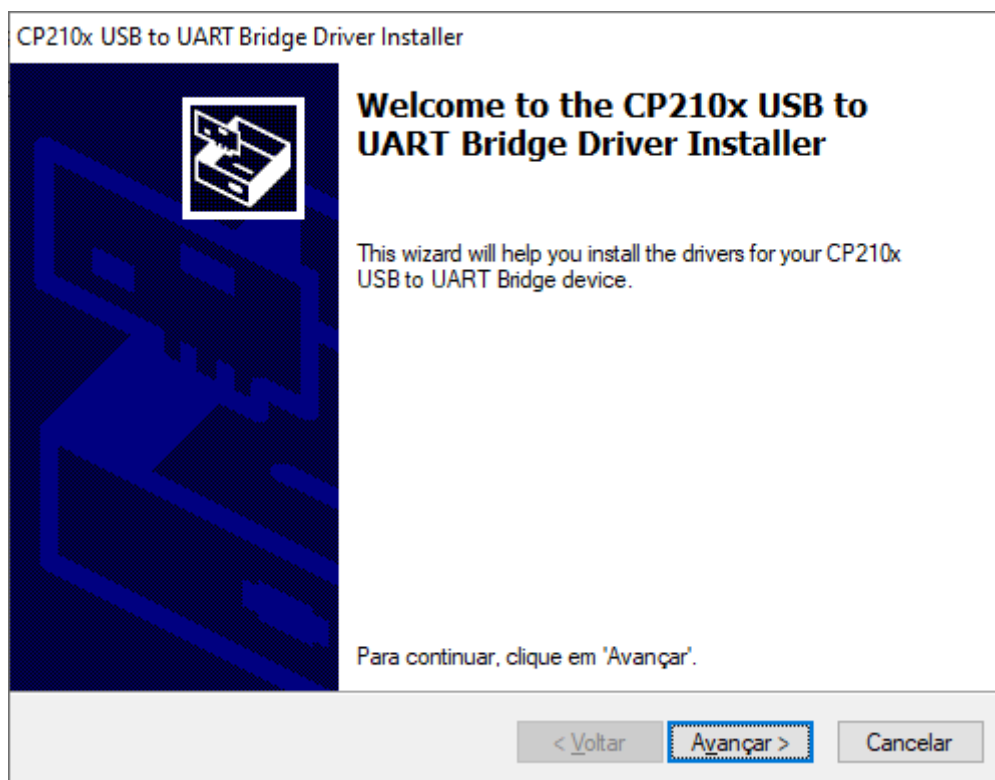 CP210x USB to UART Bridge Driver Installer
Welcome to the CP210x USB to
UART Bridge Driver Installer
This wizard will help you install the drivers for your CP210x
USB to UART Bridge device.
Para continuar, clique em 'Avançar'.
< Voltar
Avançar >
Cancelar